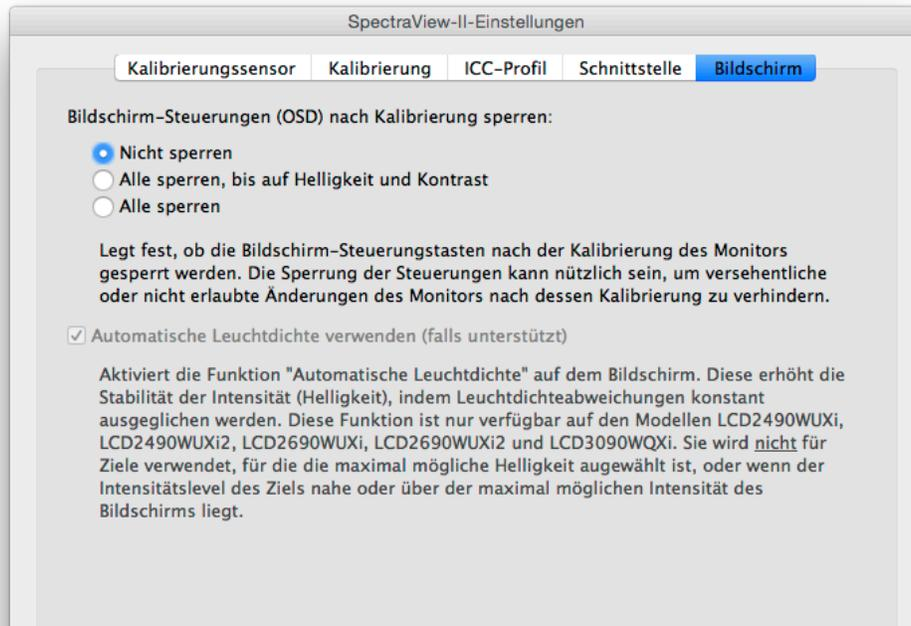 SpectraView-II-Einstellungen
Kalibrierungssensor Kalibrierung ICC-Profil Schnittstelle Bildschirm
Bildschirm-Steuerungen (OSD) nach Kalibrierung sperren:
Nicht sperren
Alle sperren, bis auf Helligkeit und Kontrast
Alle sperren
Legt fest, ob die Bildschirm-Steuerungstasten nach der Kalibrierung des Monitors
gesperrt werden. Die Sperrung der Steuerungen kann nützlich sein, um versehentliche
oder nicht erlaubte Änderungen des Monitors nach dessen Kalibrierung zu verhindern.
Automatische Leuchtdichte verwenden (falls unterstützt)
Aktiviert die Funktion "Automatische Leuchtdichte" auf dem Bildschirm. Diese erhöht die
Stabilität der Intensität (Helligkeit), indem Leuchtdichteabweichungen konstant
ausgeglichen werden. Diese Funktion ist nur verfügbar auf den Modellen LCD2490WUXi,
LCD2490WUXi2, LCD2690WUXi, LCD2690WUXi2 und LCD3090WQXi. Sie wird nicht für
Ziele verwendet, für die die maximal mögliche Helligkeit augewählt ist, oder wenn der
Intensitätslevel des Ziels nahe oder über der maximal möglichen Intensität des
Bildschirms liegt.